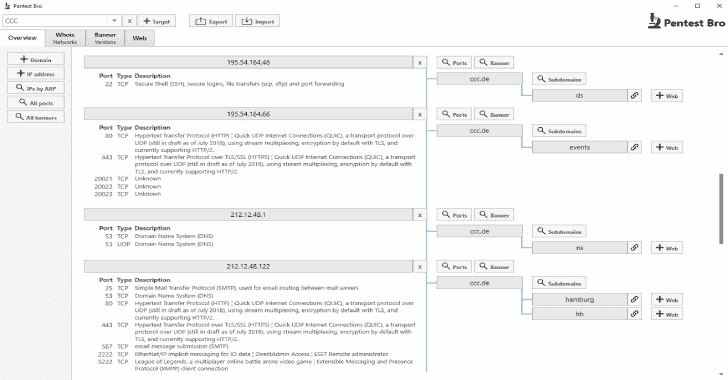 Pentest Bro
CCC
x
+ Target
Export
Import
Pentest Bro
Overview
Whois
Networks
Banner
Versions
Web
+ Domain
+ IP address
IPs by ARP
All ports
All banners
195.54.164.46 x
Ports
Banner
Port Type Description
22 TCP Secure Shell (SSH), secure logins, file transfers (scp, sftp) and port forwarding
ccc.de
Subdomains
ds
+ Web
195.54.164.66 x
Ports
Banner
Port Type Description
80 TCP Hypertext Transfer Protocol (HTTP) ¦ Quick UDP Internet Connections (QUIC), a transport protocol over
UDP (still in draft as of July 2018), using stream multiplexing, encryption by default with TLS, and
currently supporting HTTP/2.
443 TCP Hypertext Transfer Protocol over TLS/SSL (HTTPS) ¦ Quick UDP Internet Connections (QUIC), a transport
protocol over UDP (still in draft as of July 2018), using stream multiplexing, encryption by default with
TLS, and currently supporting HTTP/2.
20021 TCP Unknown
20022 TCP Unknown
20023 TCP Unknown
ccc.de
Subdomains
events
+ Web
212.12.48.1 x
Ports
Banner
Port Type Description
53 TCP Domain Name System (DNS)
53 UDP Domain Name System (DNS)
ccc.de
Subdomains
ns
+ Web
212.12.48.122 x
Ports
Banner
Port Type Description
25 TCP Simple Mail Transfer Protocol (SMTP); used for email routing between mail servers
53 TCP Domain Name System (DNS)
80 TCP Hypertext Transfer Protocol (HTTP) ¦ Quick UDP Internet Connections (QUIC), a transport protocol over
UDP (still in draft as of July 2018), using stream multiplexing, encryption by default with TLS, and
currently supporting HTTP/2.
443 TCP Hypertext Transfer Protocol over TLS/SSL (HTTPS) ¦ Quick UDP Internet Connections (QUIC), a transport
protocol over UDP (still in draft as of July 2018), using stream multiplexing, encryption by default with
TLS, and currently supporting HTTP/2.
587 TCP email message submission (SMTP)
2222 TCP EtherNet/IP implicit messaging for IO data ¦ DirectAdmin Access ¦ ESET Remote administrator
5222 TCP League of Legends, a multiplayer online battle arena video game ¦ Extensible Messaging and Presence
Protocol (XMPP) client connection
ccc.de
Subdomains
hamburg
+ Web
hh
+ Web